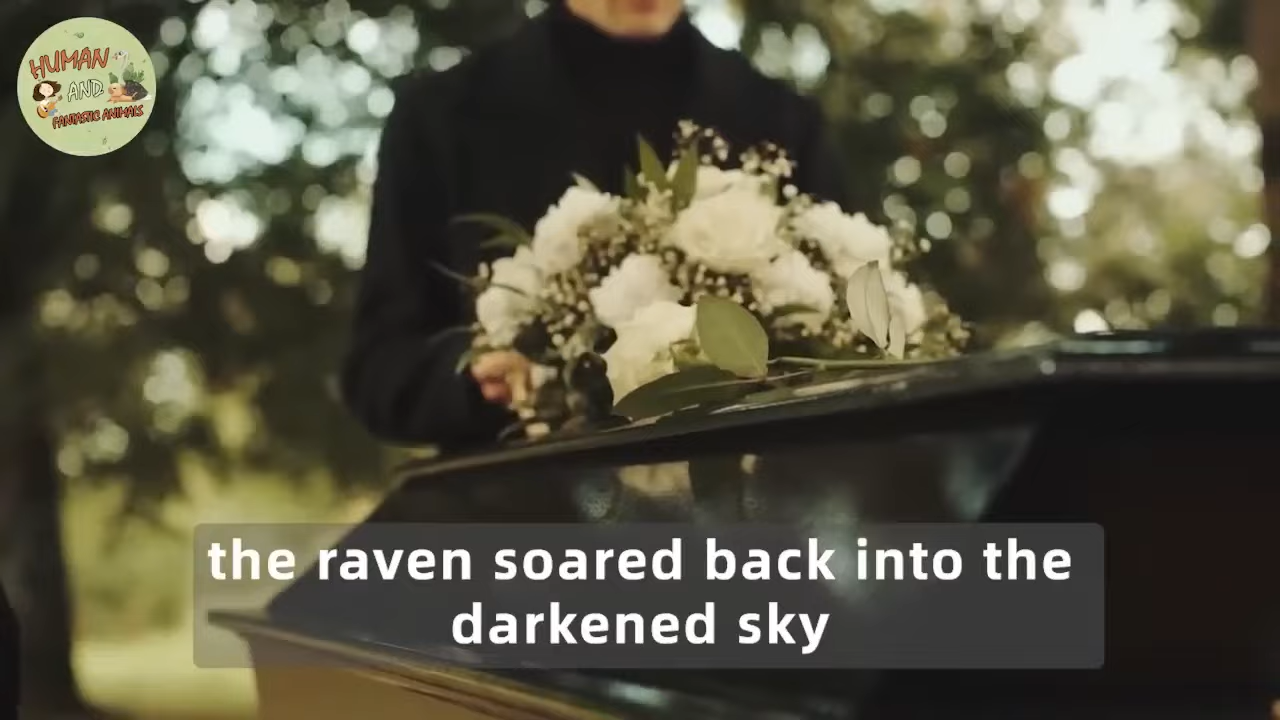 HUMAN
AND
FANTASTIC ANIMALS
the raven soared back into the
darkened sky